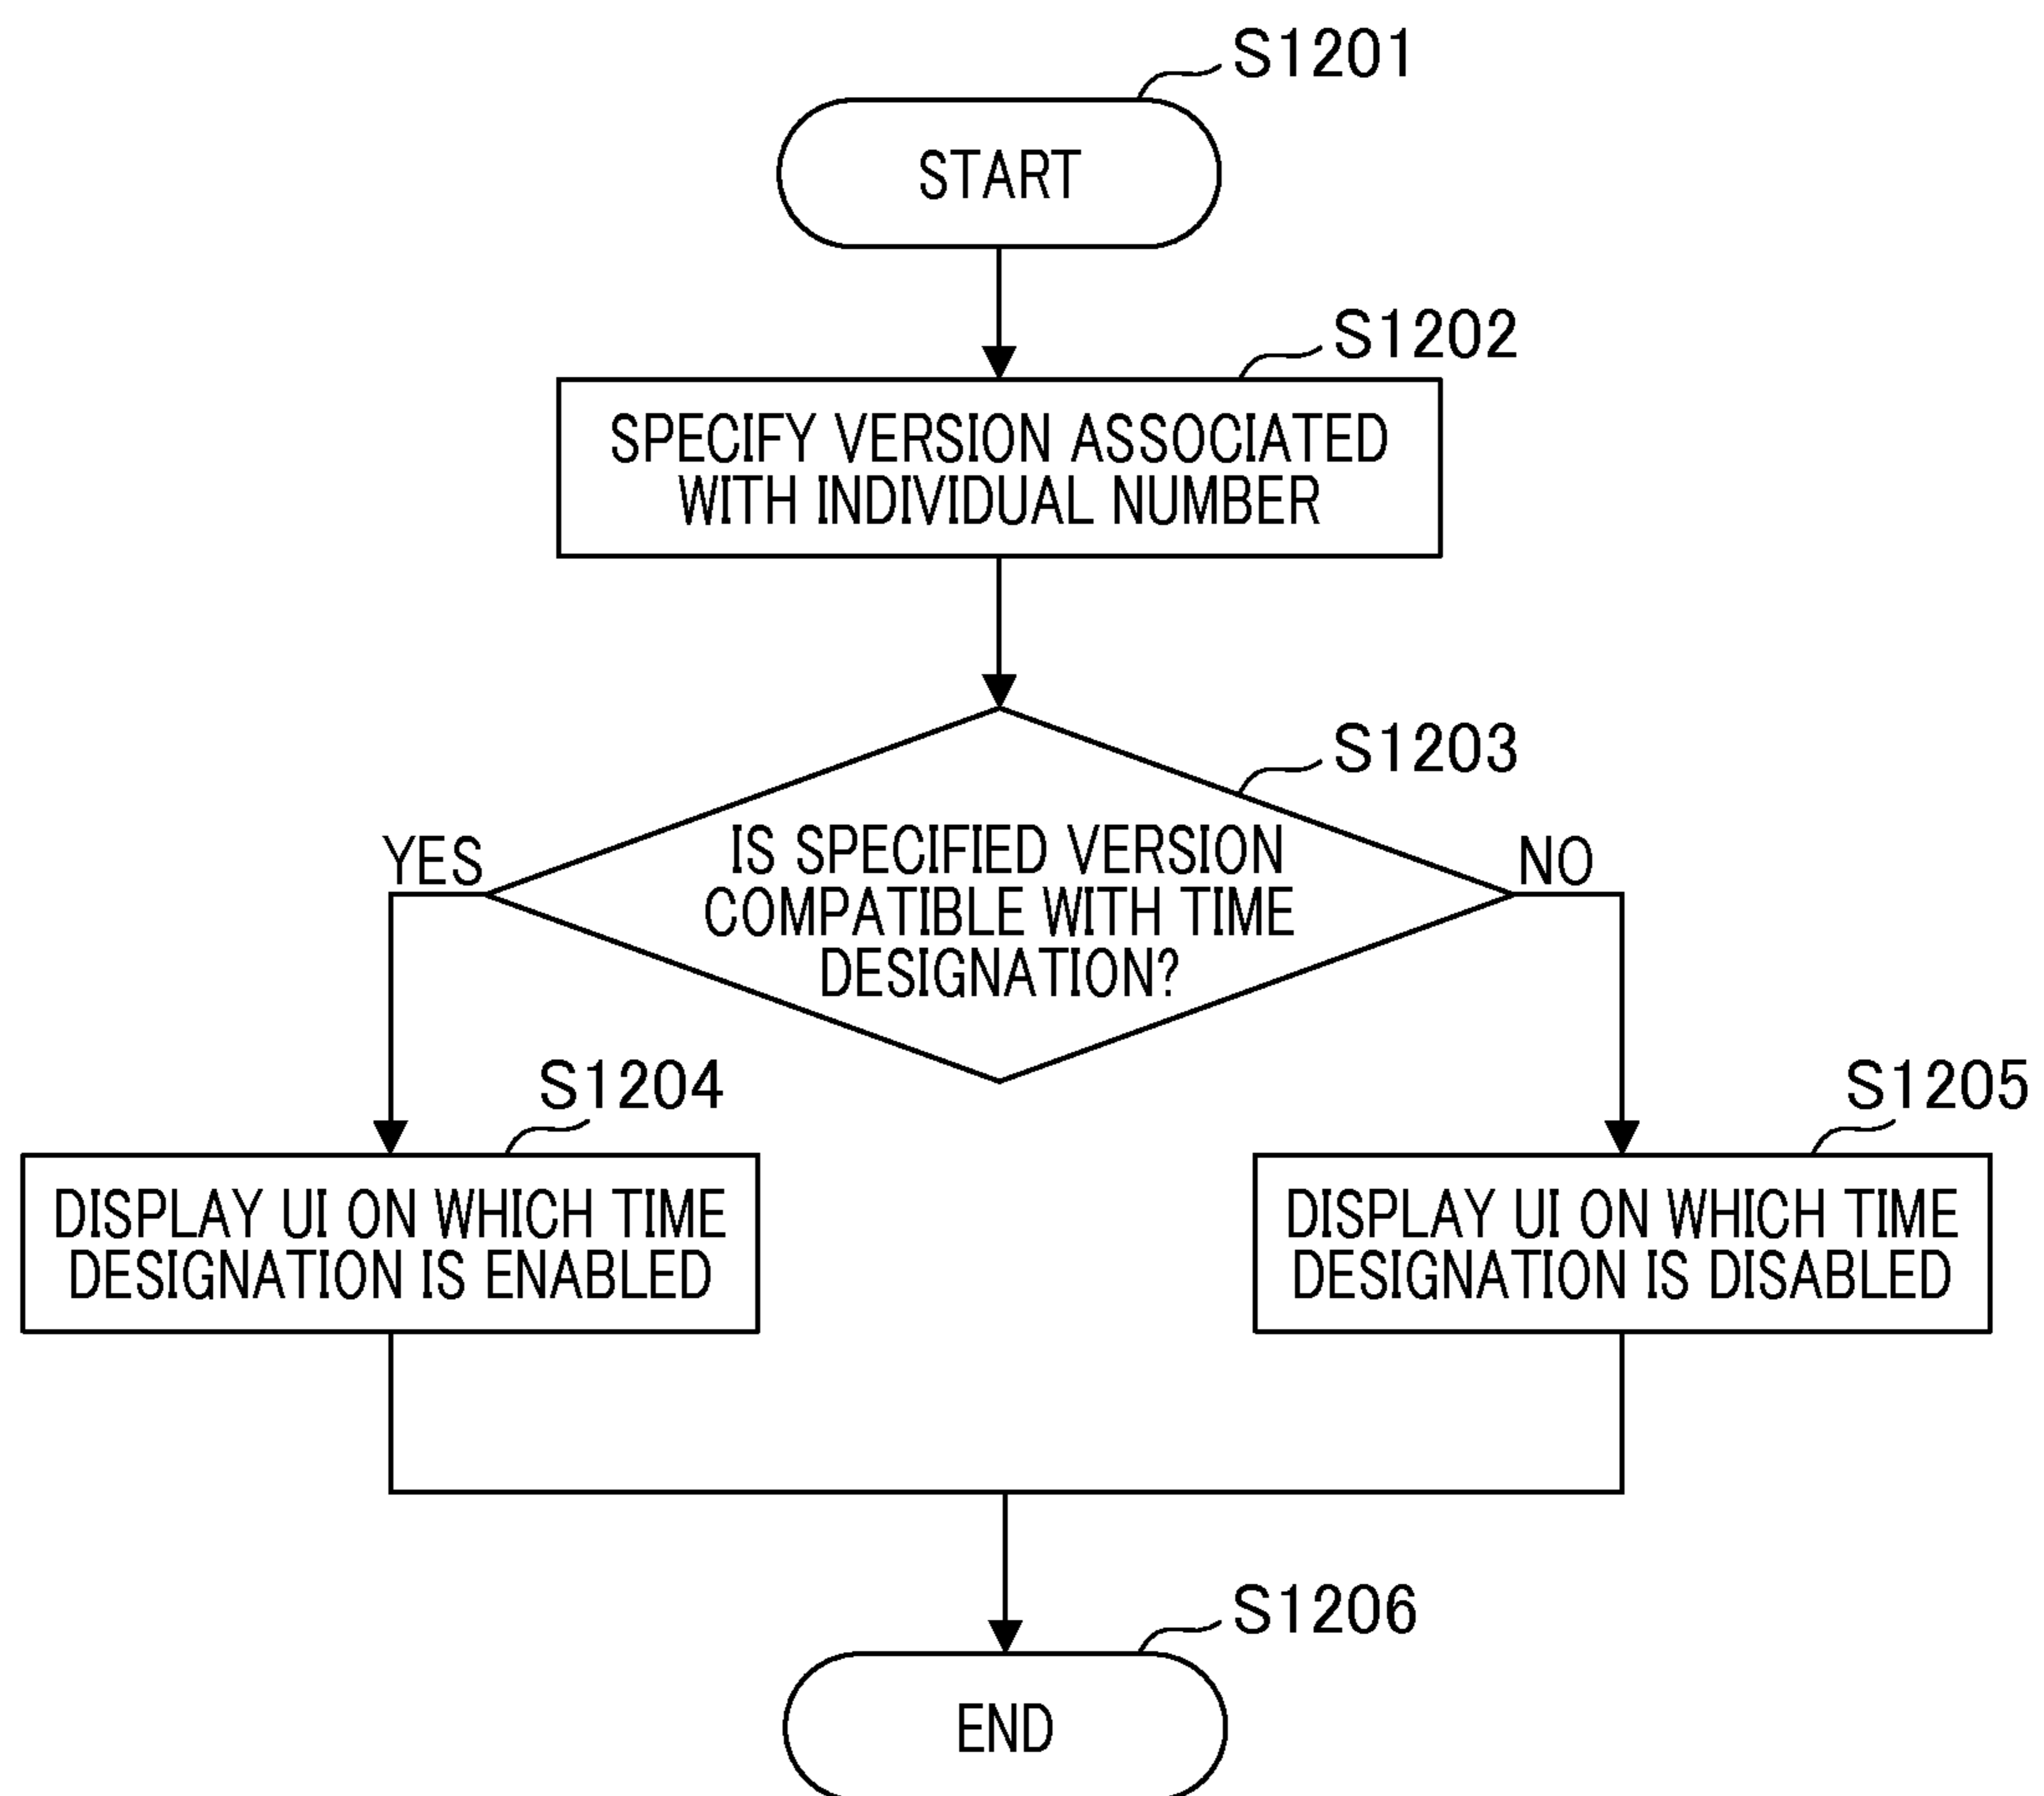 S1201
START
S1202
SPECIFY VERSION ASSOCIATED
WITH INDIVIDUAL NUMBER
S1203
IS SPECIFIED VERSION
COMPATIBLE WITH TIME
DESIGNATION?
YES
NO
S1204
DISPLAY UI ON WHICH TIME
DESIGNATION IS ENABLED
S1205
DISPLAY UI ON WHICH TIME
DESIGNATION IS DISABLED
S1206
END